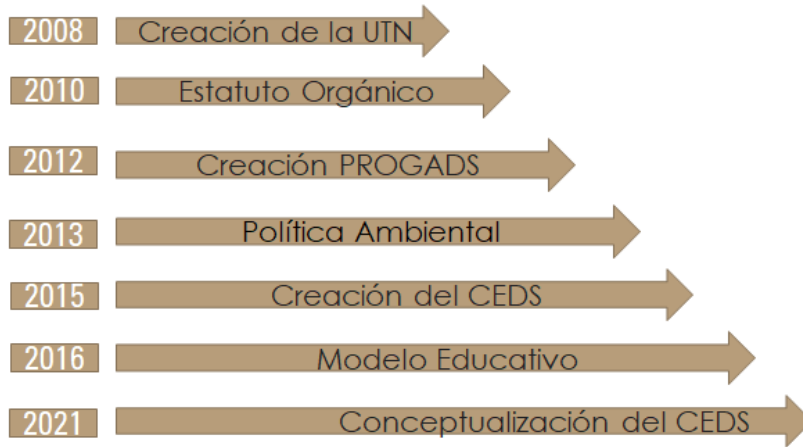 2008 Creación de la UTN
2010 Estatuto Orgánico
2012 Creación PROGADS
2013 Política Ambiental
2015 Creación del CEDS
2016 Modelo Educativo
2021 Conceptualización del CEDS